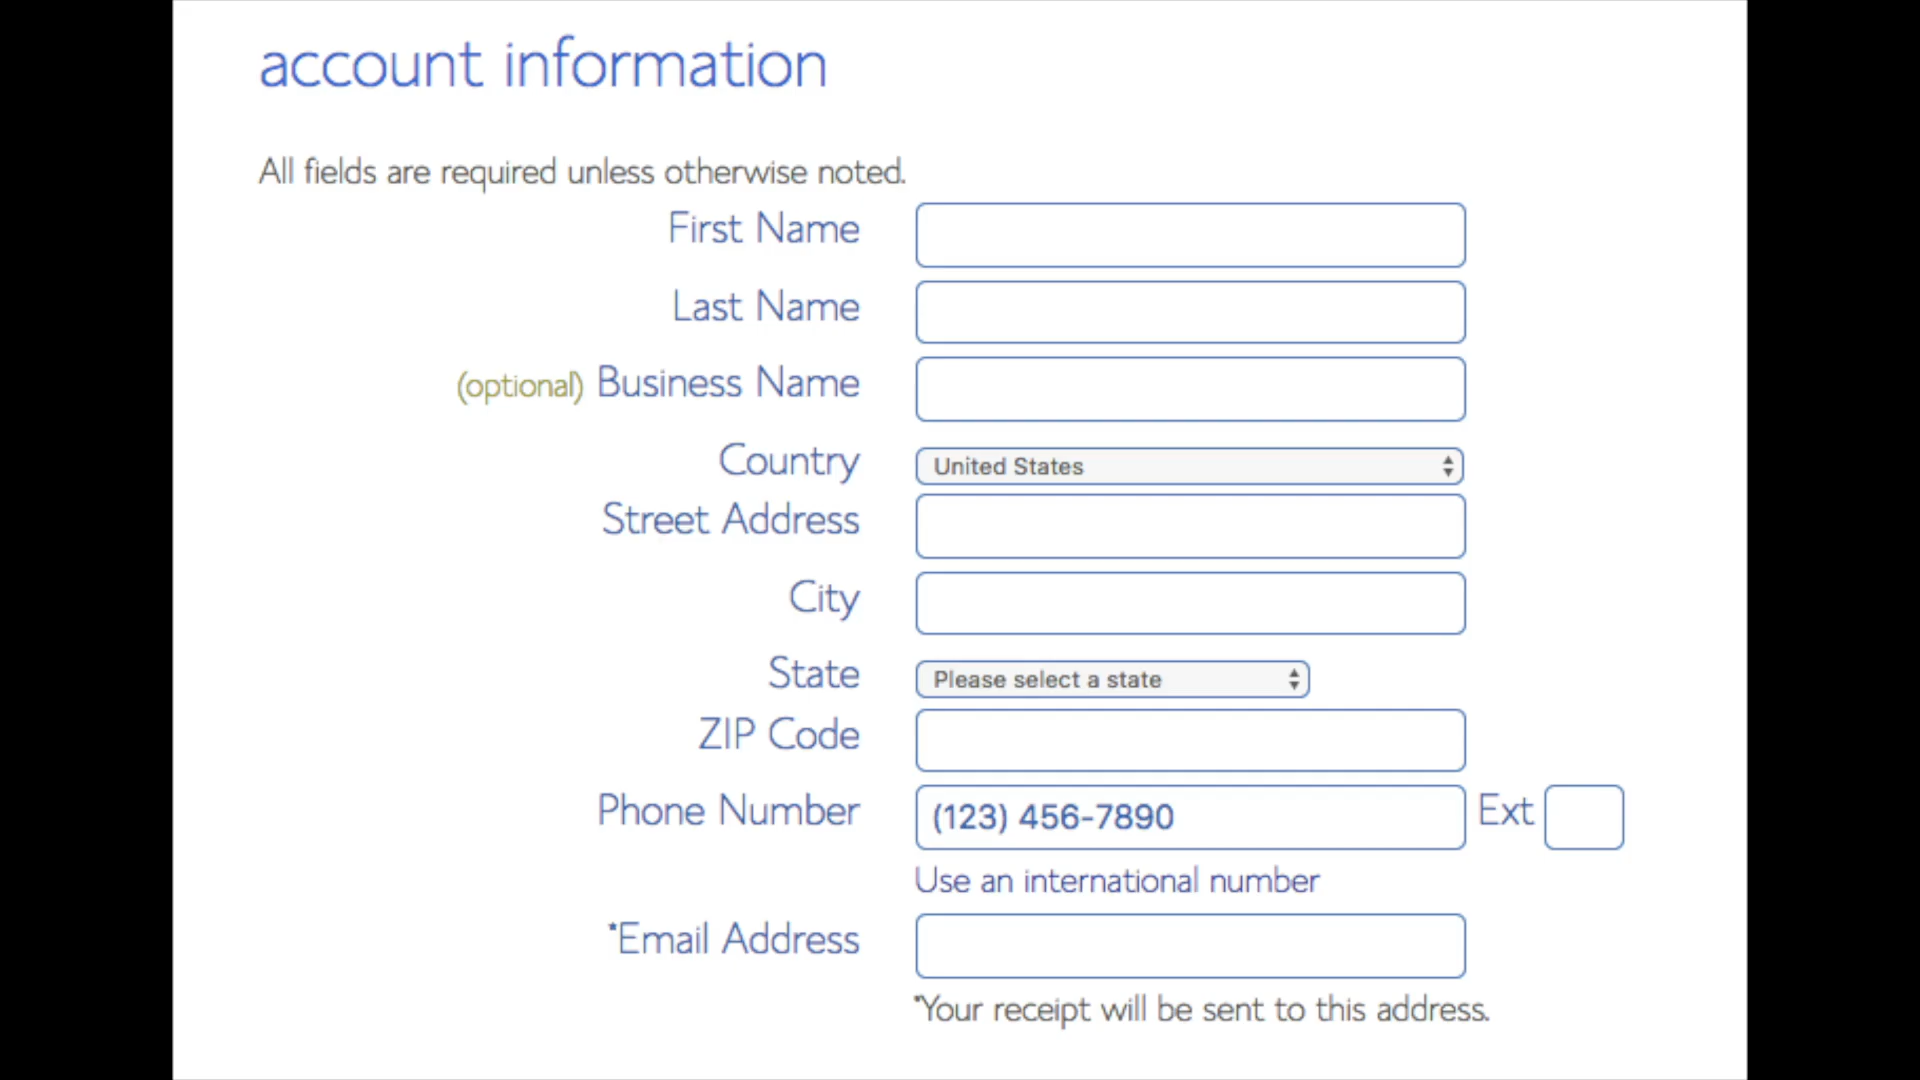 account information
All fields are required unless otherwise noted.
First Name
Last Name
(optional) Business Name
Country United States
Street Address
City
State Please select a state
ZIP Code
Phone Number (123) 456-7890 Ext
Use an international number
*Email Address
*Your receipt will be sent to this address.